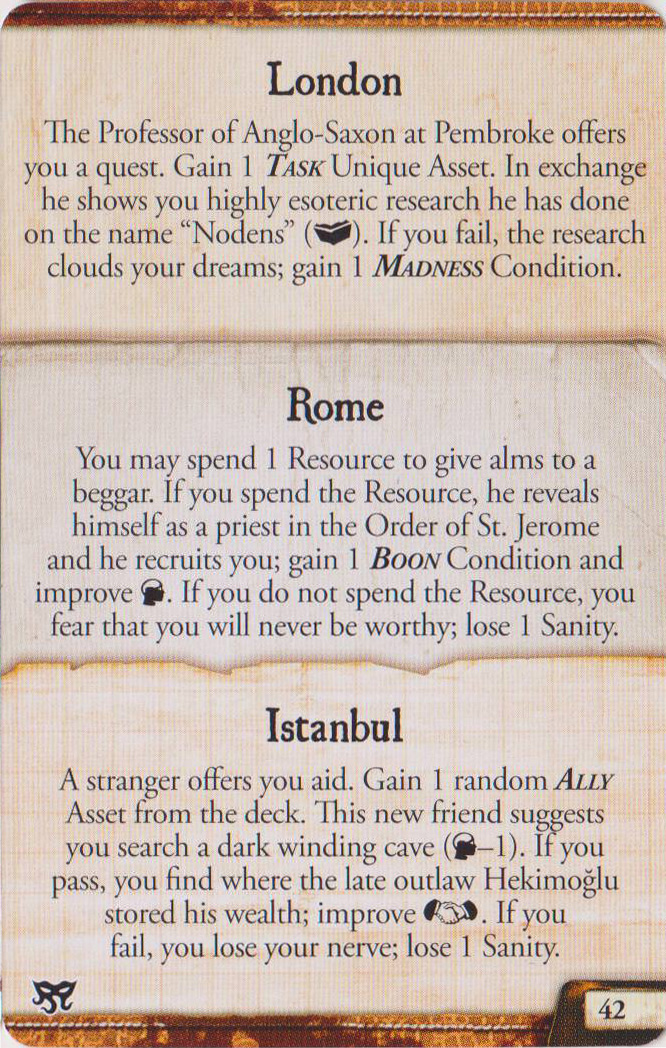 London
The Professor of Anglo-Saxon at Pembroke offers
you a quest. Gain 1 TASK Unique Asset. In exchange
he shows you highly esoteric research he has done
on the name “Nodens” ( ). If you fail, the research
clouds your dreams; gain 1 MADNESS Condition.
Rome
You may spend 1 Resource to give alms to a
beggar. If you spend the Resource, he reveals
himself as a priest in the Order of St. Jerome
and he recruits you; gain 1 BOON Condition and
improve . If you do not spend the Resource, you
fear that you will never be worthy; lose 1 Sanity.
Istanbul
A stranger offers you aid. Gain 1 random ALLY
Asset from the deck. This new friend suggests
you search a dark winding cave ( –1). If you
pass, you find where the late outlaw Hekimoğlu
stored his wealth; improve . If you
fail, you lose your nerve; lose 1 Sanity.
42